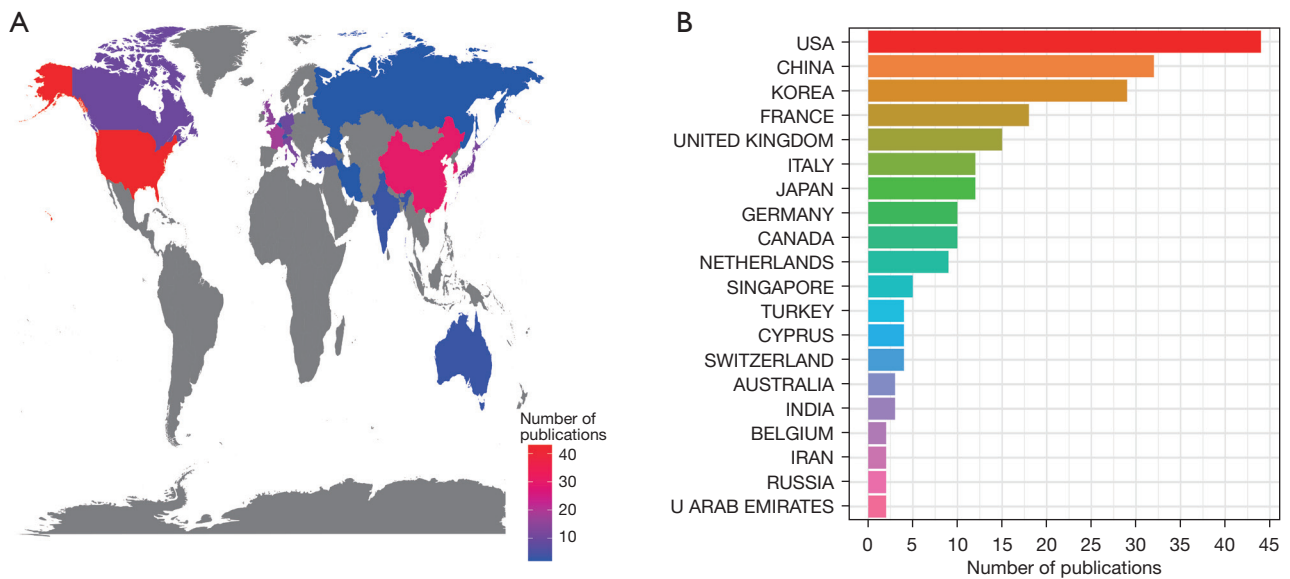 A
Number of
publications
40
30
20
10
B
USA
CHINA
KOREA
FRANCE
UNITED KINGDOM
ITALY
JAPAN
GERMANY
CANADA
NETHERLANDS
SINGAPORE
TURKEY
CYPRUS
SWITZERLAND
AUSTRALIA
INDIA
BELGIUM
IRAN
RUSSIA
U ARAB EMIRATES
0 5 10 15 20 25 30 35 40 45
Number of publications